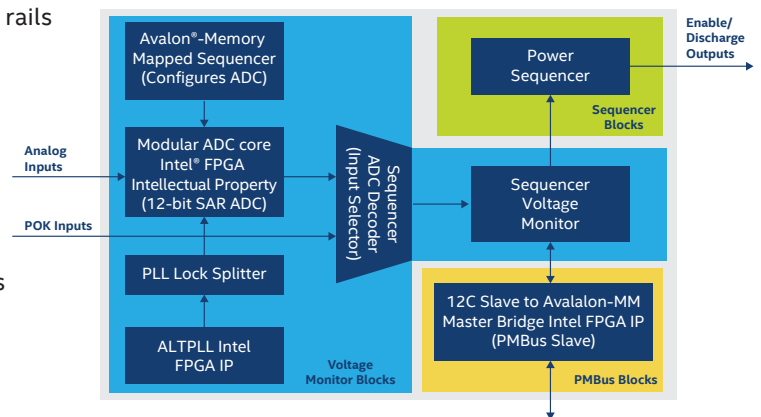 rails
Avalon®-Memory
Mapped Sequencer
(Configures ADC)
Power
Sequencer
Enable/
Discharge
Outputs
Sequencer
Blocks
Analog
Inputs
Modular ADC core
Intel® FPGA
Intellectual Property
(12-bit SAR ADC)
Sequencer
ADC Decoder
(Input Selector)
Sequencer
Voltage
Monitor
POK Inputs
PLL Lock Splitter
s
12C Slave to Avalalon-MM
Master Bridge Intel FPGA IP
(PMBus Slave)
ALTPLL Intel
FPGA IP
Voltage
Monitor Blocks
PMBus Blocks